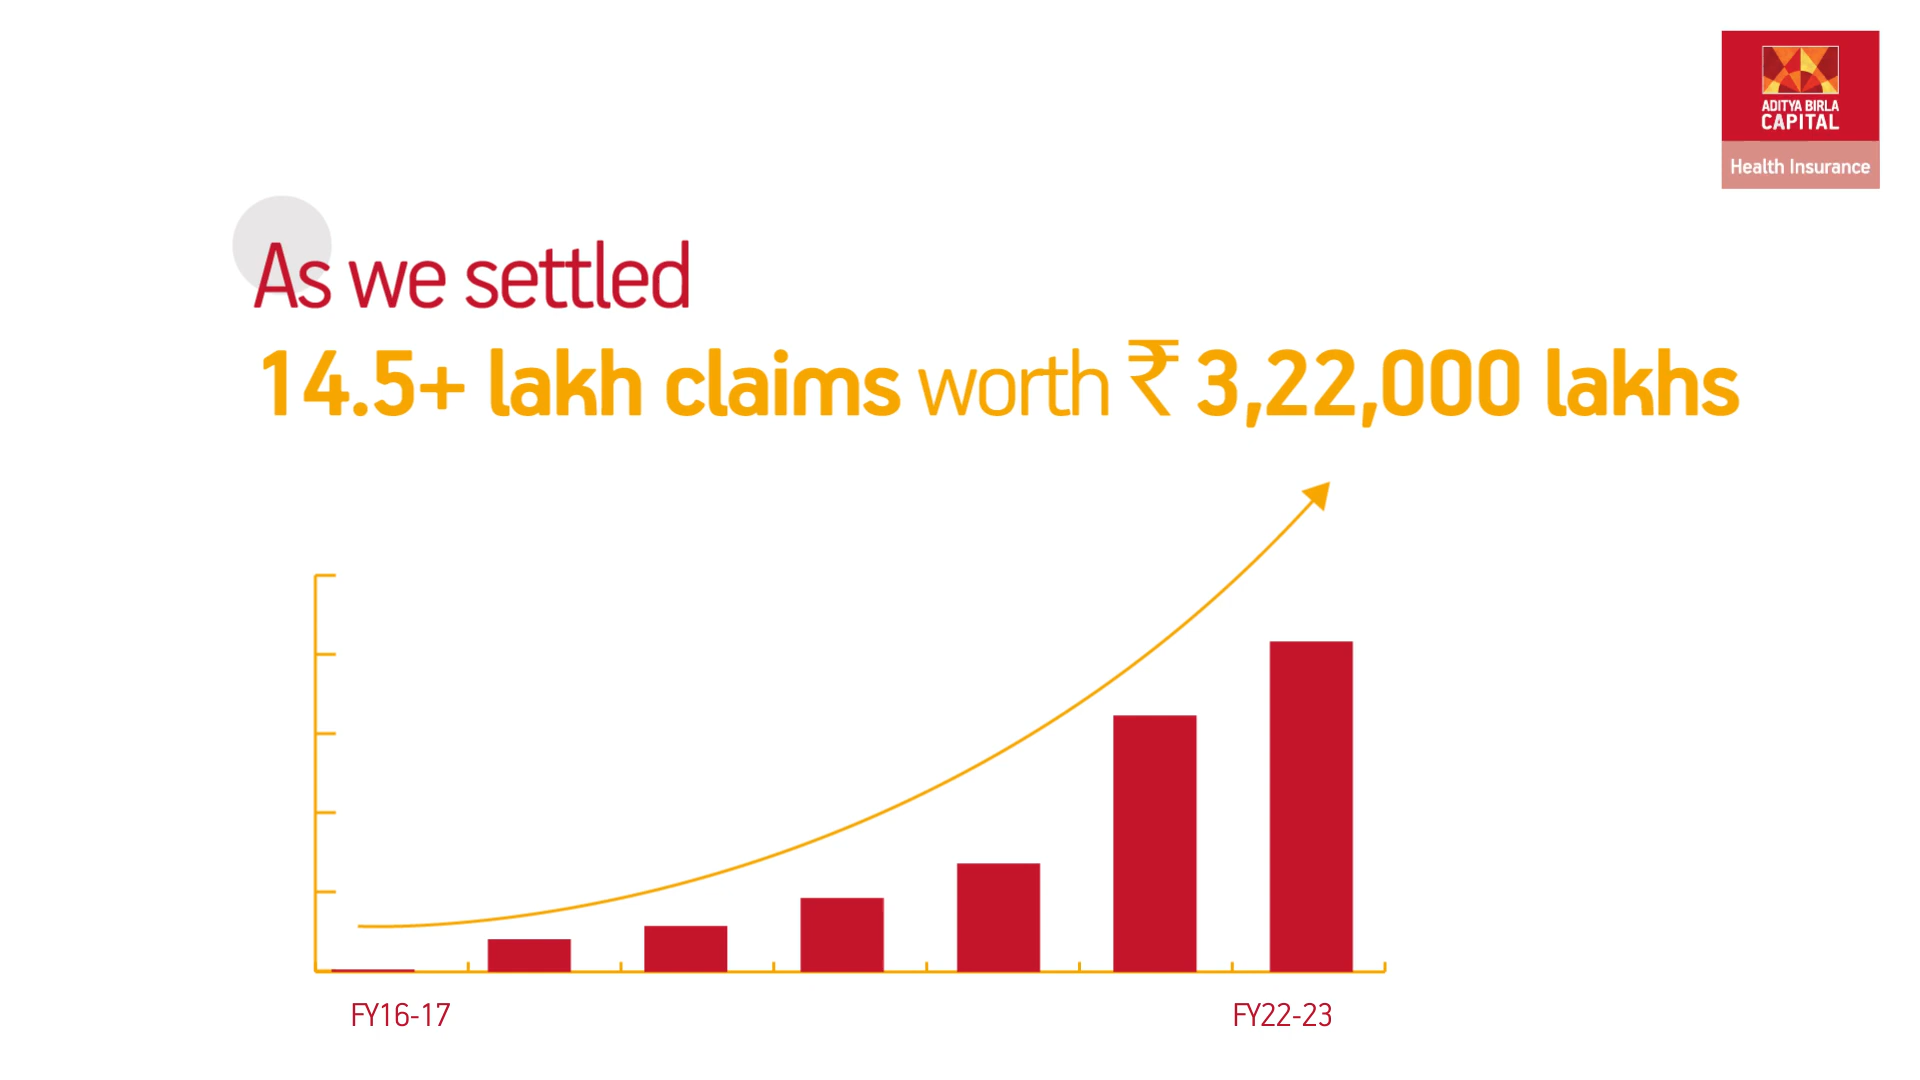 ADITYA BIRLA
CAPITAL
Health Insurance
As we settled
14.5+ lakh claims worth ₹ 3,22,000 lakhs
FY16-17
FY22-23